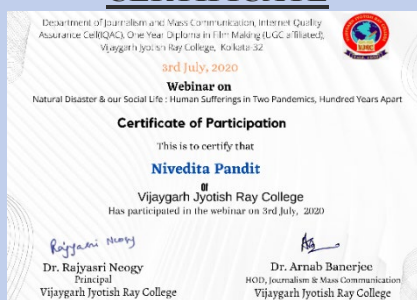 CERTIFICATE
Department of Journalism and Mass Communication, Internet Quality
Assurance Cell(IQAC), One Year Diploma in Film Making (UGC affiliated),
Vijaygarh Jyotish Ray College, Kolkata-32
3rd July, 2020
Webinar on
Natural Disaster & our Social Life : Human Sufferings in Two Pandemics, Hundred Years Apart
Certificate of Participation
This is to certify that
Nivedita Pandit
Of
Vijaygarh Jyotish Ray College
Has participated in the webinar on 3rd July, 2020
Rajyasri Neogy
Dr. Rajyasri Neogy
Principal
Vijaygarh Jyotish Ray College
Dr. Arnab Banerjee
HOD, Journalism & Mass Communication
Vijaygarh Jyotish Ray College